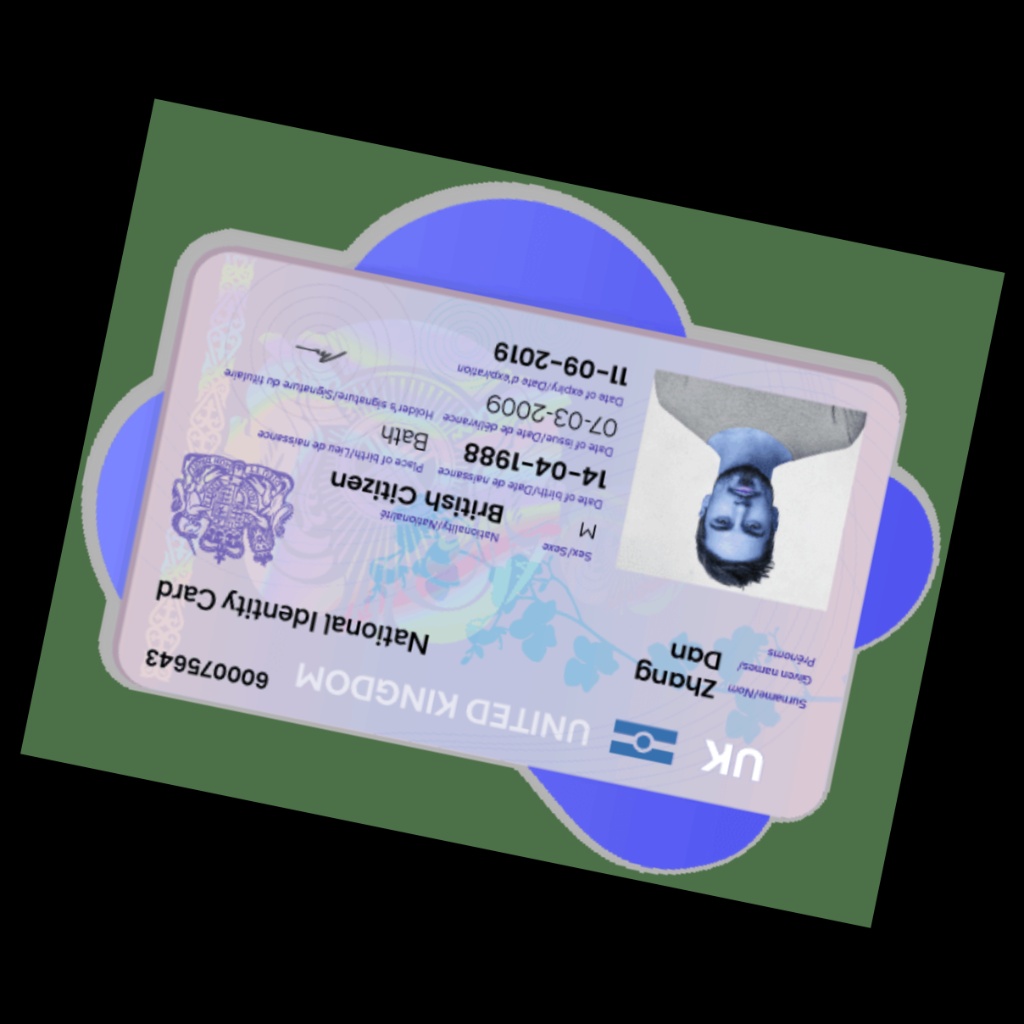 UK
UNITED KINGDOM
600075643
Surname/Nom
Zhang
Given names/
Prénoms
Dan
National Identity Card
Sex/Sexe
M
Nationality/Nationalité
British Citizen
Date of birth/Date de naissance
14-04-1988
Place of birth/Lieu de naissance
Bath
Date of issue/Date de délivrance
07-03-2009
Holder's signature/Signature du titulaire
Date of expiry/Date d'expiration
11-09-2019